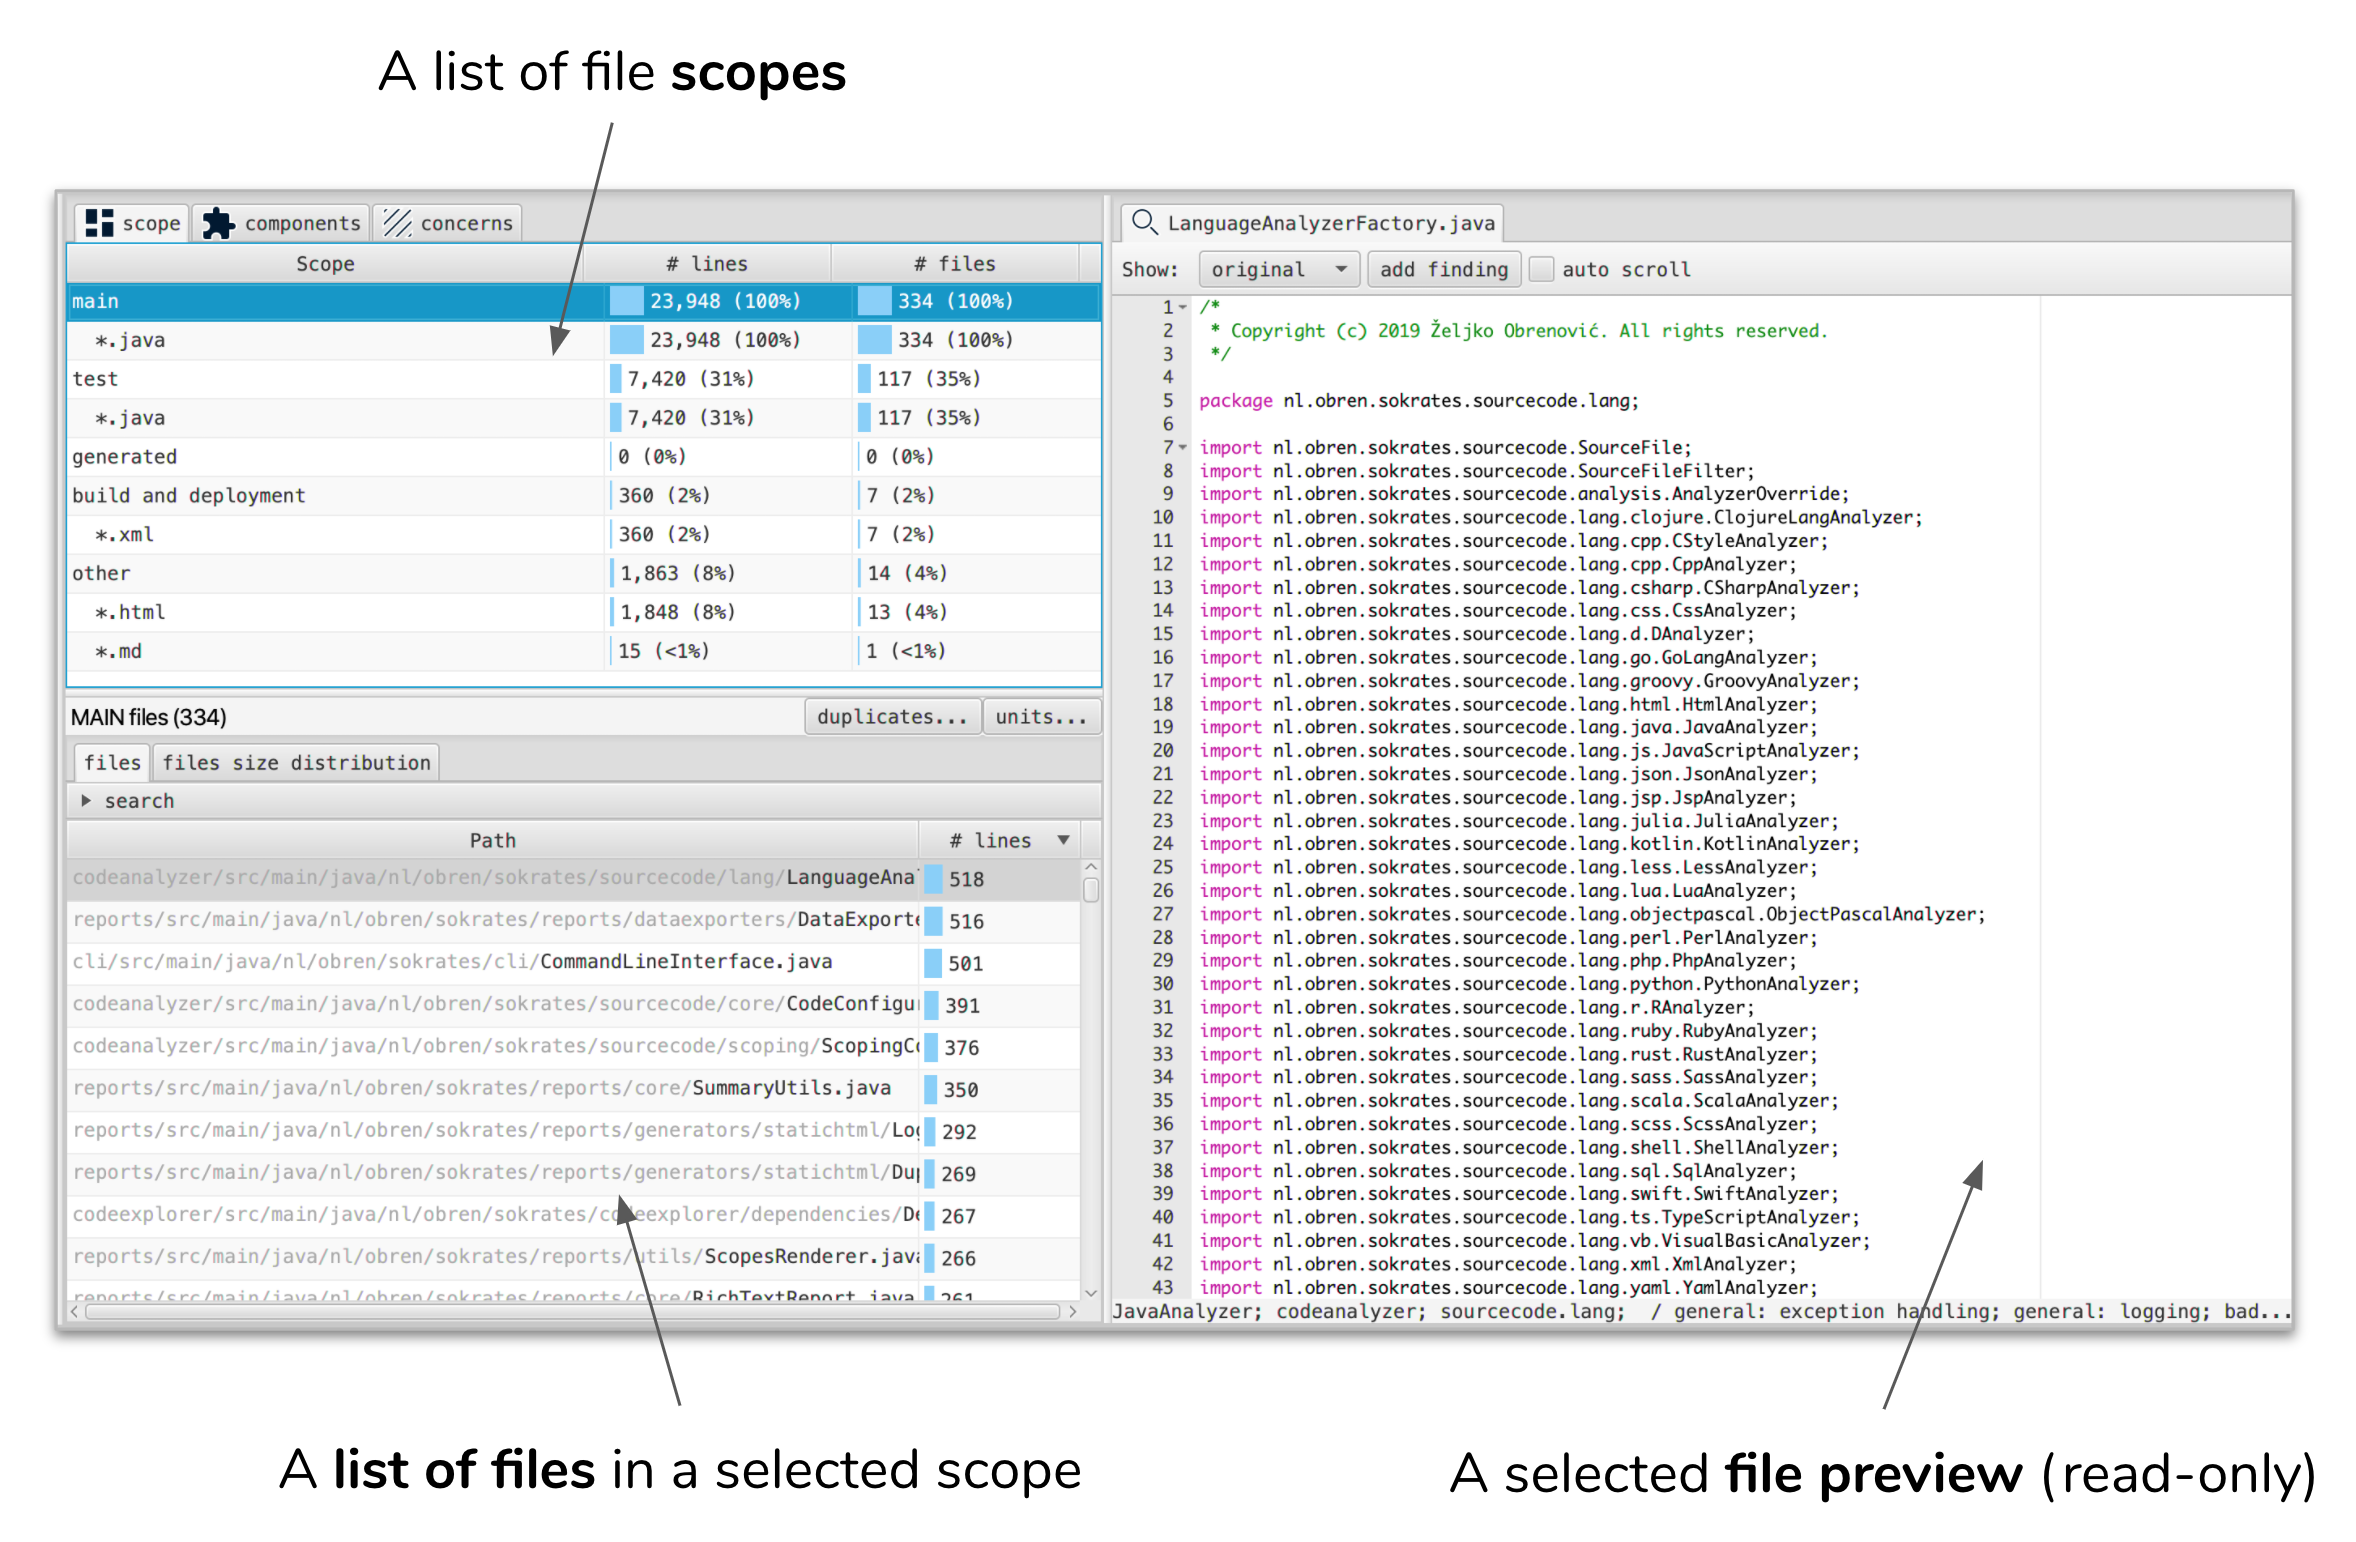 A list of file scopes
scope components concerns
Scope # lines # files
main 23,948 (100%) 334 (100%)
*.java 23,948 (100%) 334 (100%)
test 7,420 (31%) 117 (35%)
*.java 7,420 (31%) 117 (35%)
generated 0 (0%) 0 (0%)
build and deployment 360 (2%) 7 (2%)
*.xml 360 (2%) 7 (2%)
other 1,863 (8%) 14 (4%)
*.html 1,848 (8%) 13 (4%)
*.md 15 (<1%) 1 (<1%)
MAIN files (334) duplicates... units...
files files size distribution
search
Path # lines
codeanalyzer/src/main/java/nl/obren/sokrates/sourcecode/lang/LanguageAna 518
reports/src/main/java/nl/obren/sokrates/reports/dataexporters/DataExporte 516
cli/src/main/java/nl/obren/sokrates/cli/CommandLineInterface.java 501
codeanalyzer/src/main/java/nl/obren/sokrates/sourcecode/core/CodeConfigu 391
codeanalyzer/src/main/java/nl/obren/sokrates/sourcecode/scoping/ScopingCo 376
reports/src/main/java/nl/obren/sokrates/reports/core/SummaryUtils.java 350
reports/src/main/java/nl/obren/sokrates/reports/generators/statichtml/Log 292
reports/src/main/java/nl/obren/sokrates/reports/generators/statichtml/Dup 269
codeexplorer/src/main/java/nl/obren/sokrates/codeexplorer/dependencies/De 267
reports/src/main/java/nl/obren/sokrates/reports/utils/ScopesRenderer.java 266
reports/src/main/java/nl/obren/sokrates/reports/core/RichTextReport.java 261
LanguageAnalyzerFactory.java
Show: original add finding auto scroll
1 /*
2 * Copyright (c) 2019 Željko Obrenović. All rights reserved.
3 */
4
5 package nl.obren.sokrates.sourcecode.lang;
6
7 import nl.obren.sokrates.sourcecode.SourceFile;
8 import nl.obren.sokrates.sourcecode.SourceFileFilter;
9 import nl.obren.sokrates.sourcecode.analysis.AnalyzerOverride;
10 import nl.obren.sokrates.sourcecode.lang.clojure.ClojureLangAnalyzer;
11 import nl.obren.sokrates.sourcecode.lang.cpp.CStyleAnalyzer;
12 import nl.obren.sokrates.sourcecode.lang.cpp.CppAnalyzer;
13 import nl.obren.sokrates.sourcecode.lang.csharp.CSharpAnalyzer;
14 import nl.obren.sokrates.sourcecode.lang.css.CssAnalyzer;
15 import nl.obren.sokrates.sourcecode.lang.d.DAnalyzer;
16 import nl.obren.sokrates.sourcecode.lang.go.GoLangAnalyzer;
17 import nl.obren.sokrates.sourcecode.lang.groovy.GroovyAnalyzer;
18 import nl.obren.sokrates.sourcecode.lang.html.HtmlAnalyzer;
19 import nl.obren.sokrates.sourcecode.lang.java.JavaAnalyzer;
20 import nl.obren.sokrates.sourcecode.lang.js.JavaScriptAnalyzer;
21 import nl.obren.sokrates.sourcecode.lang.json.JsonAnalyzer;
22 import nl.obren.sokrates.sourcecode.lang.jsp.JspAnalyzer;
23 import nl.obren.sokrates.sourcecode.lang.julia.JuliaAnalyzer;
24 import nl.obren.sokrates.sourcecode.lang.kotlin.KotlinAnalyzer;
25 import nl.obren.sokrates.sourcecode.lang.less.LessAnalyzer;
26 import nl.obren.sokrates.sourcecode.lang.lua.LuaAnalyzer;
27 import nl.obren.sokrates.sourcecode.lang.objectpascal.ObjectPascalAnalyzer;
28 import nl.obren.sokrates.sourcecode.lang.perl.PerlAnalyzer;
29 import nl.obren.sokrates.sourcecode.lang.php.PhpAnalyzer;
30 import nl.obren.sokrates.sourcecode.lang.python.PythonAnalyzer;
31 import nl.obren.sokrates.sourcecode.lang.r.RAnalyzer;
32 import nl.obren.sokrates.sourcecode.lang.ruby.RubyAnalyzer;
33 import nl.obren.sokrates.sourcecode.lang.rust.RustAnalyzer;
34 import nl.obren.sokrates.sourcecode.lang.sass.SassAnalyzer;
35 import nl.obren.sokrates.sourcecode.lang.scala.ScalaAnalyzer;
36 import nl.obren.sokrates.sourcecode.lang.scss.ScssAnalyzer;
37 import nl.obren.sokrates.sourcecode.lang.shell.ShellAnalyzer;
38 import nl.obren.sokrates.sourcecode.lang.sql.SqlAnalyzer;
39 import nl.obren.sokrates.sourcecode.lang.swift.SwiftAnalyzer;
40 import nl.obren.sokrates.sourcecode.lang.ts.TypeScriptAnalyzer;
41 import nl.obren.sokrates.sourcecode.lang.vb.VisualBasicAnalyzer;
42 import nl.obren.sokrates.sourcecode.lang.xml.XmlAnalyzer;
43 import nl.obren.sokrates.sourcecode.lang.yaml.YamlAnalyzer;
JavaAnalyzer; codeanalyzer; sourcecode.lang; / general: exception handling; general: logging; bad...
A list of files in a selected scope
A selected file preview (read-only)